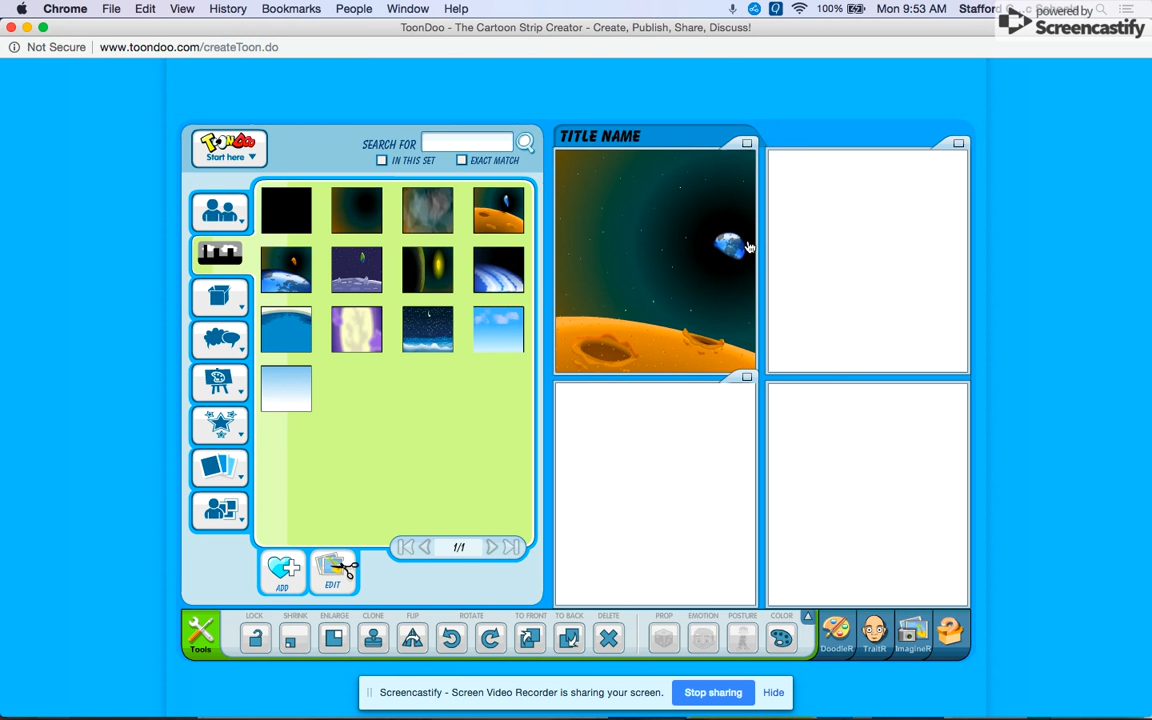 Chrome File Edit View History Bookmarks People Window Help
100% Mon 9:53 AM Stafford
powered by
Screencastify
ToonDoo - The Cartoon Strip Creator - Create, Publish, Share, Discuss!
Not Secure www.toondoo.com/createToon.do
TOONDOO
Start here
SEARCH FOR
IN THIS SET EXACT MATCH
TITLE NAME
1/1
ADD EDIT
LOCK SHRINK ENLARGE CLONE FLIP ROTATE TO FRONT TO BACK DELETE PROP EMOTION POSTURE COLOR
Tools DoodleR TraitR ImagineR
Screencastify - Screen Video Recorder is sharing your screen. Stop sharing Hide